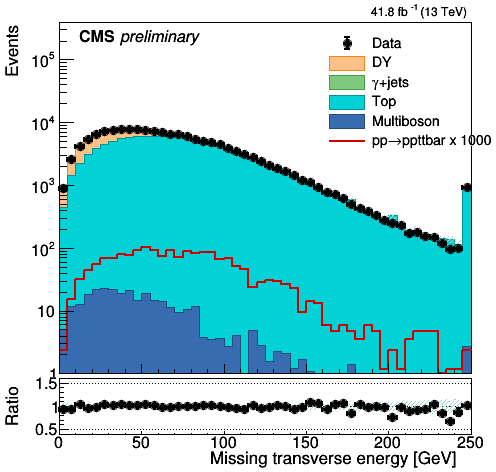 41.8 fb⁻¹ (13 TeV)
CMS preliminary
Events
10⁵
10⁴
10³
10²
10
1
Data
DY
γ+jets
Top
Multiboson
pp→ppttbar x 1000
Ratio
1.5
1
0.5
0 50 100 150 200 250
Missing transverse energy [GeV]